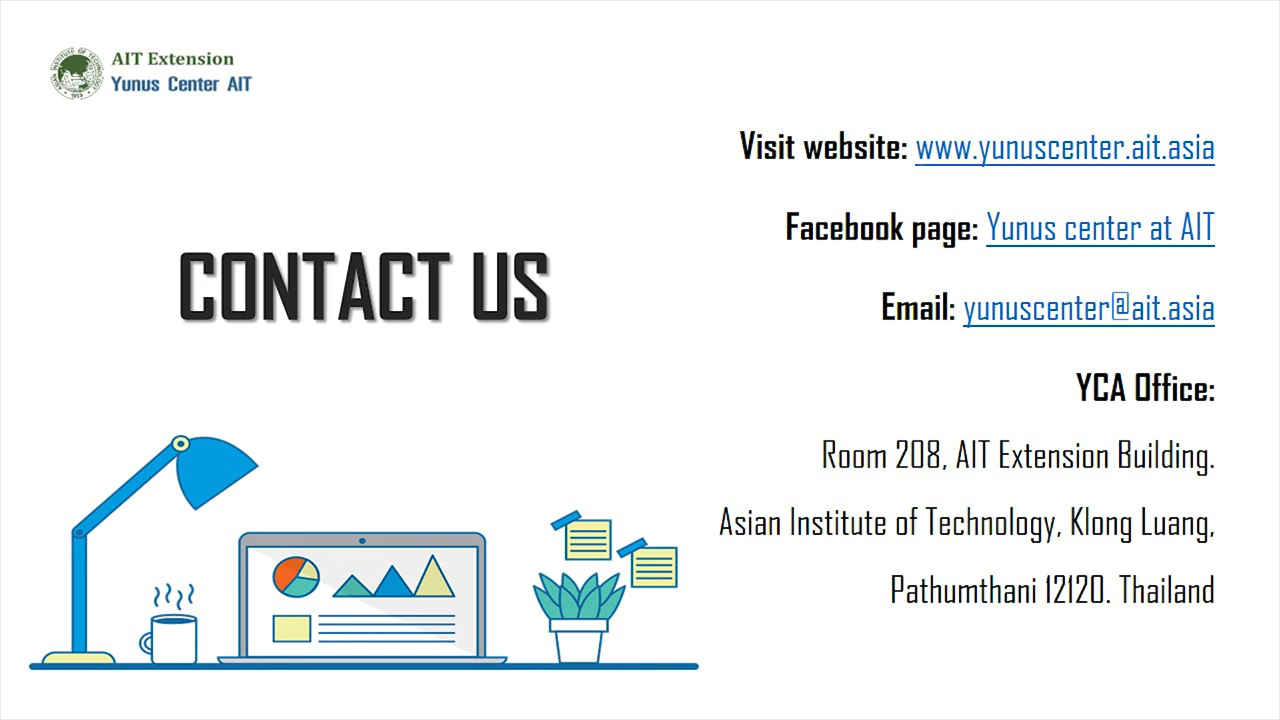 AIT Extension
Yunus Center AIT
CONTACT US
Visit website: www.yunuscenter.ait.asia
Facebook page: Yunus center at AIT
Email: yunuscenter@ait.asia
YCA Office:
Room 208, AIT Extension Building.
Asian Institute of Technology, Klong Luang,
Pathumthani 12120. Thailand